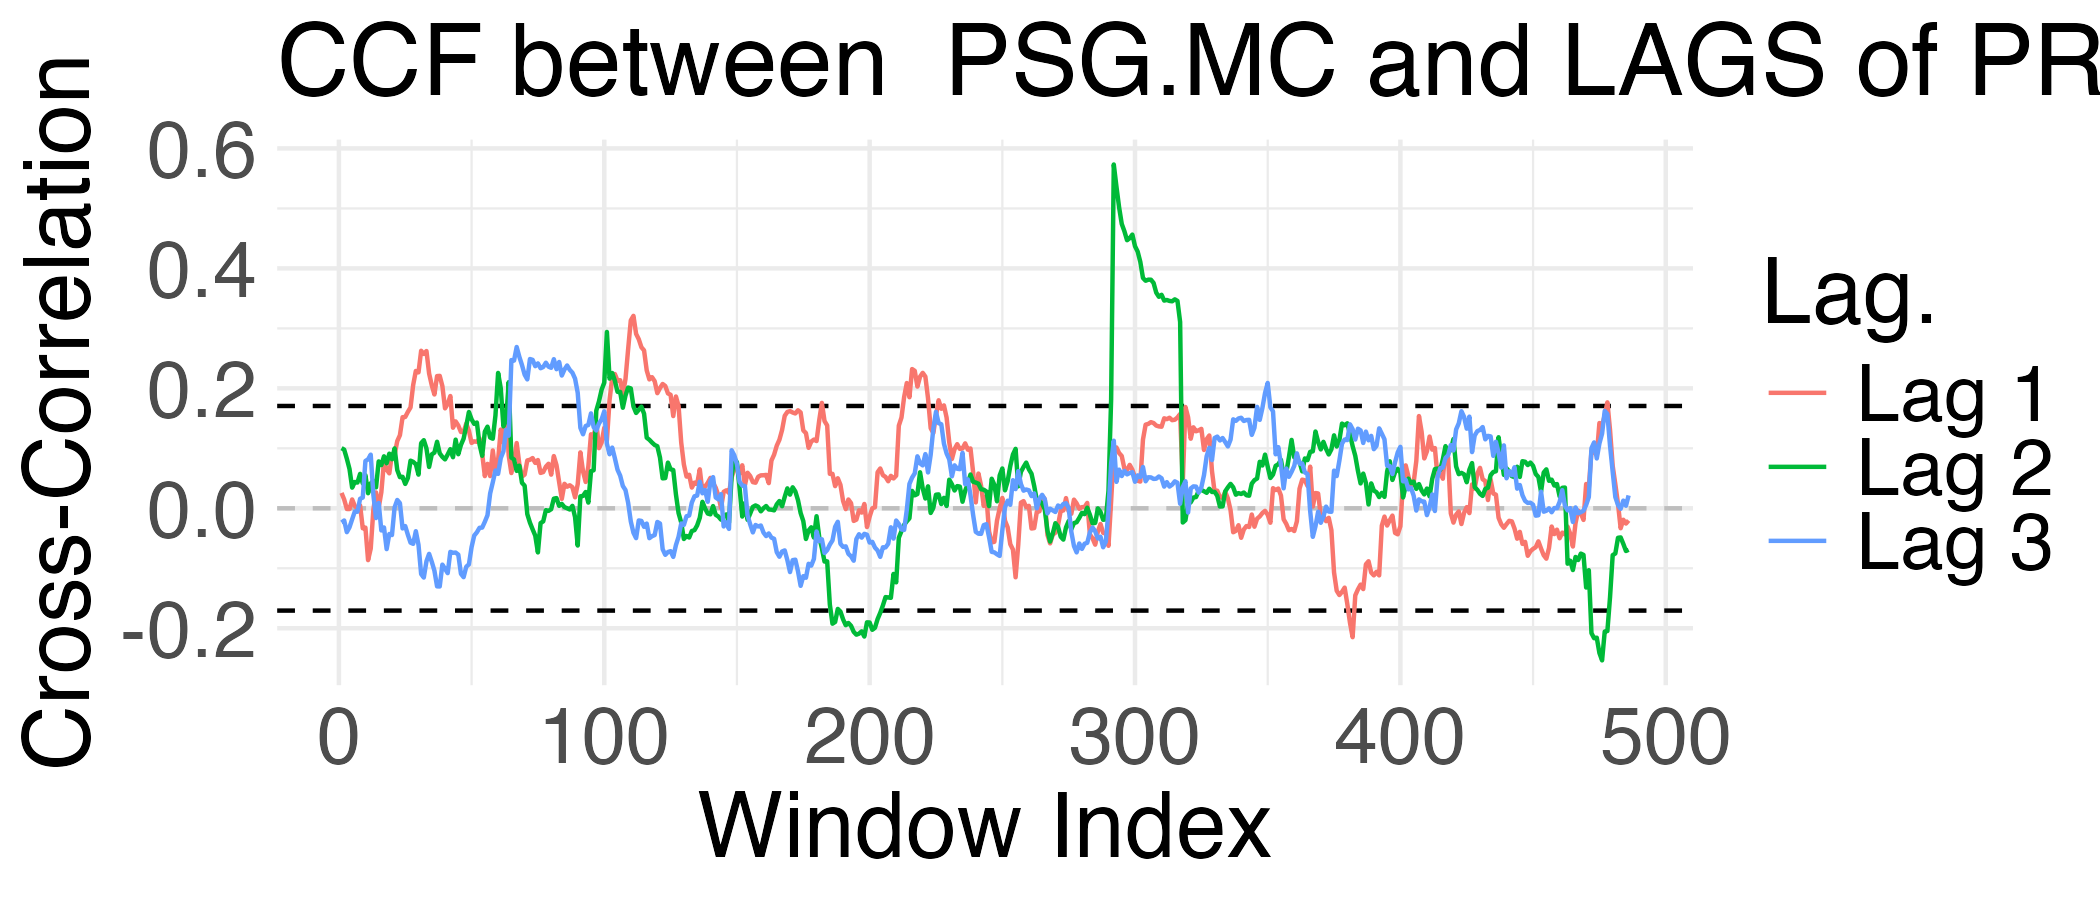 CCF between  PSG.MC and LAGS of PR
Cross-Correlation
0.6
0.4
0.2
0.0
-0.2
0
100
200
300
400
500
Window Index
Lag.
Lag 1
Lag 2
Lag 3